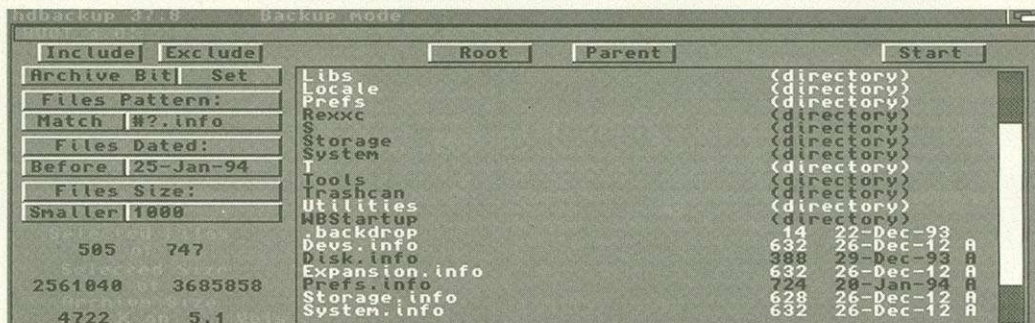 hdbackup 37.8 Backup mode
Include Exclude Root Parent Start
Archive Bit Set
Files Pattern:
Match #?.info
Files Dated:
Before 25-Jan-94
Files Size:
Smaller 1000
505 747
Selected Size
2561040 of 3685858
Archive Size
4722 5.1
Libs (directory)
Locale (directory)
Prefs (directory)
Rexxc (directory)
S (directory)
Storage (directory)
System (directory)
T (directory)
Tools (directory)
Trashcan (directory)
Utilities (directory)
WBStartup (directory)
.backdrop 14 22-Dec-93
Devs.info 632 26-Dec-12 A
Disk.info 388 29-Dec-93 A
Expansion.info 632 26-Dec-12 A
Prefs.info 724 20-Jan-94 A
Storage.info 628 26-Dec-12 A
System.info 632 26-Dec-12 A